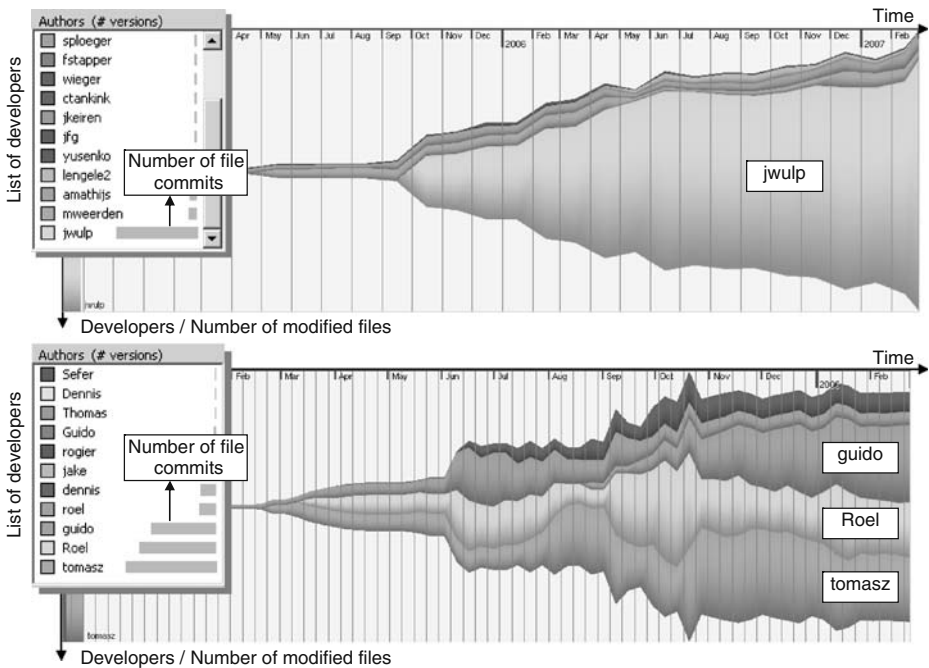 Authors (# versions)
sploeger
fstapper
wieger
ctankink
jkeiren
jfg
yusenko
lengele2
amathijs
mweerden
jwulp
List of developers
Number of file
commits
Time
Apr May Jun Jul Aug Sep Oct Nov Dec 2006 Feb Mar Apr May Jun Jul Aug Sep Oct Nov Dec 2007 Feb
jwulp
jwulp
Developers / Number of modified files
Authors (# versions)
Sefer
Dennis
Thomas
Guido
rogier
jake
dennis
roel
guido
Roel
tomasz
List of developers
Number of file
commits
Time
Feb Mar Apr May Jun Jul Aug Sep Oct Nov Dec 2006 Feb
guido
Roel
tomasz
tomasz
Developers / Number of modified files